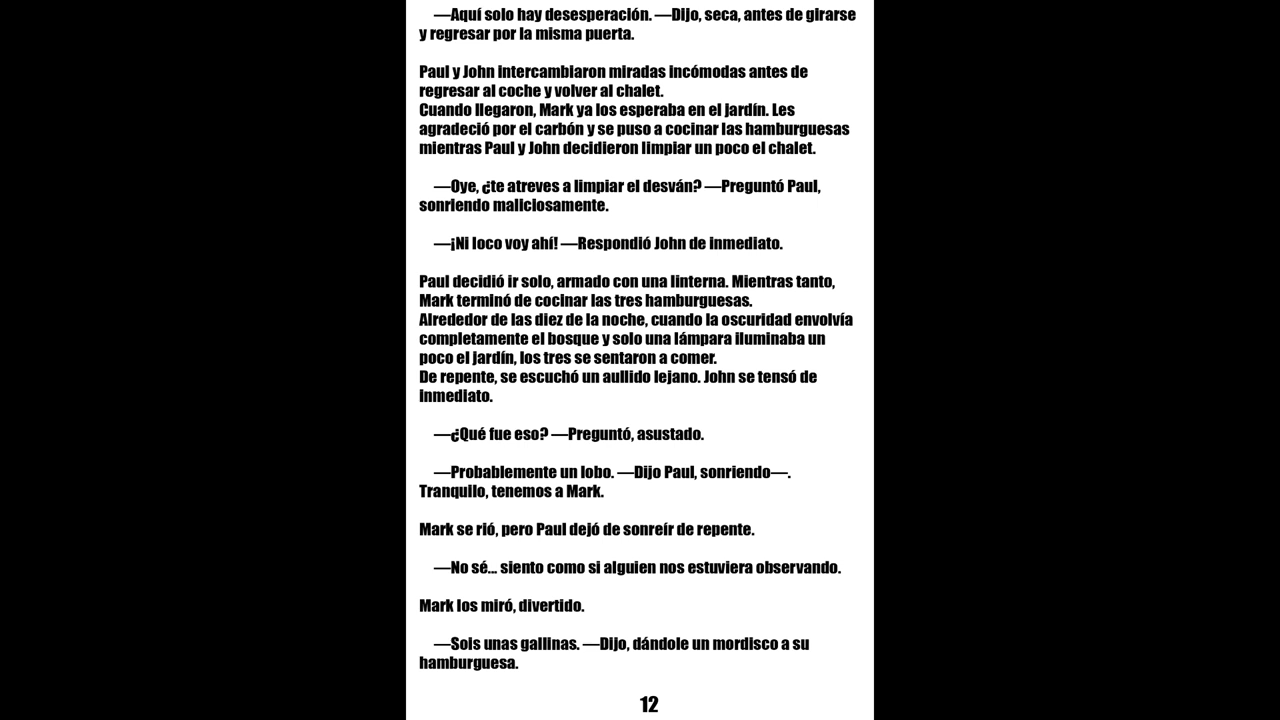 —Aquí solo hay desesperación. —Dijo, seca, antes de girarse
y regresar por la misma puerta.
Paul y John intercambiaron miradas incómodas antes de
regresar al coche y volver al chalet.
Cuando llegaron, Mark ya los esperaba en el jardín. Les
agradeció por el carbón y se puso a cocinar las hamburguesas
mientras Paul y John decidieron limpiar un poco el chalet.
—Oye, ¿te atreves a limpiar el desván? —Preguntó Paul,
sonriendo maliciosamente.
—¡Ni loco voy ahí! —Respondió John de inmediato.
Paul decidió ir solo, armado con una linterna. Mientras tanto,
Mark terminó de cocinar las tres hamburguesas.
Alrededor de las diez de la noche, cuando la oscuridad envolvía
completamente el bosque y solo una lámpara iluminaba un
poco el jardín, los tres se sentaron a comer.
De repente, se escuchó un aullido lejano. John se tensó de
inmediato.
—¿Qué fue eso? —Preguntó, asustado.
—Probablemente un lobo. —Dijo Paul, sonriendo—.
Tranquilo, tenemos a Mark.
Mark se rió, pero Paul dejó de sonreír de repente.
—No sé... siento como si alguien nos estuviera observando.
Mark los miró, divertido.
—Sois unas gallinas. —Dijo, dándole un mordisco a su
hamburguesa.
12